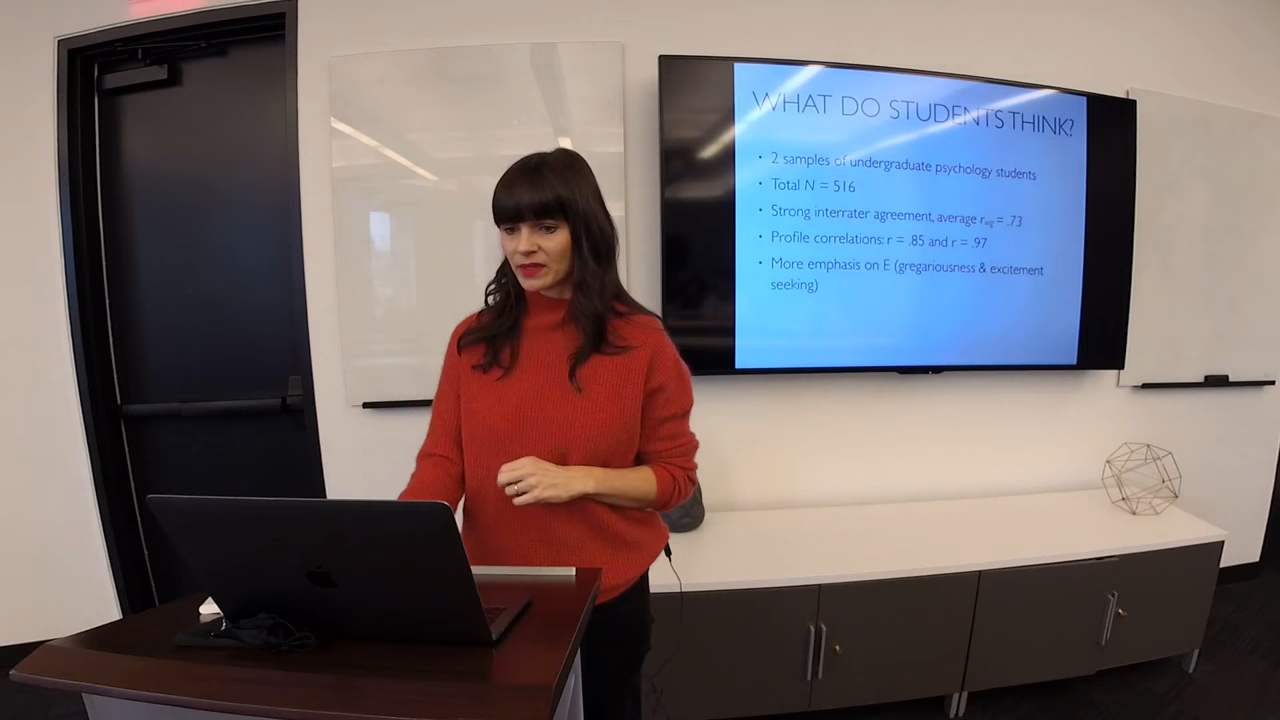 WHAT DO STUDENTS THINK?
• 2 samples of undergraduate psychology students
• Total N = 516
• Strong interrater agreement, average rwg = .73
• Profile correlations: r = .85 and r = .97
• More emphasis on E (gregariousness & excitement
seeking)